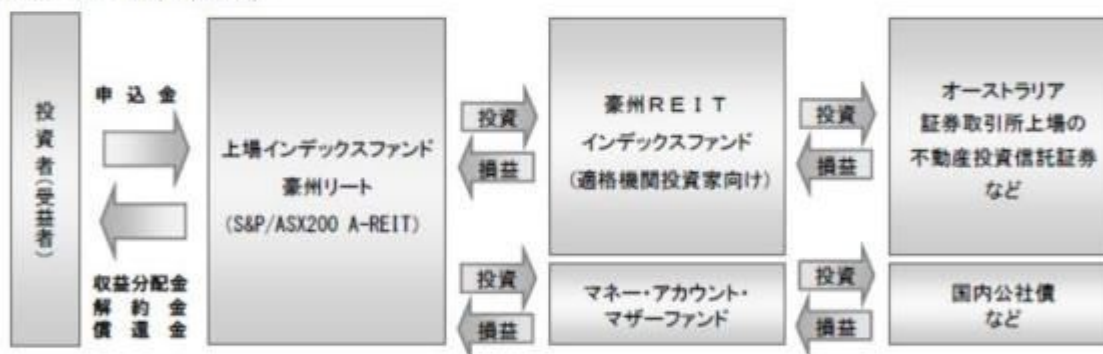 投資者(受益者)
申込金
収益分配金
解約金
償還金
上場インデックスファンド
豪州リート
(S&P/ASX200 A-REIT)
投資
損益
投資
損益
豪州REIT
インデックスファンド
(適格機関投資家向け)
マネー・アカウント・
マザーファンド
投資
損益
投資
損益
オーストラリア
証券取引所上場の
不動産投資信託証券
など
国内公社債
など